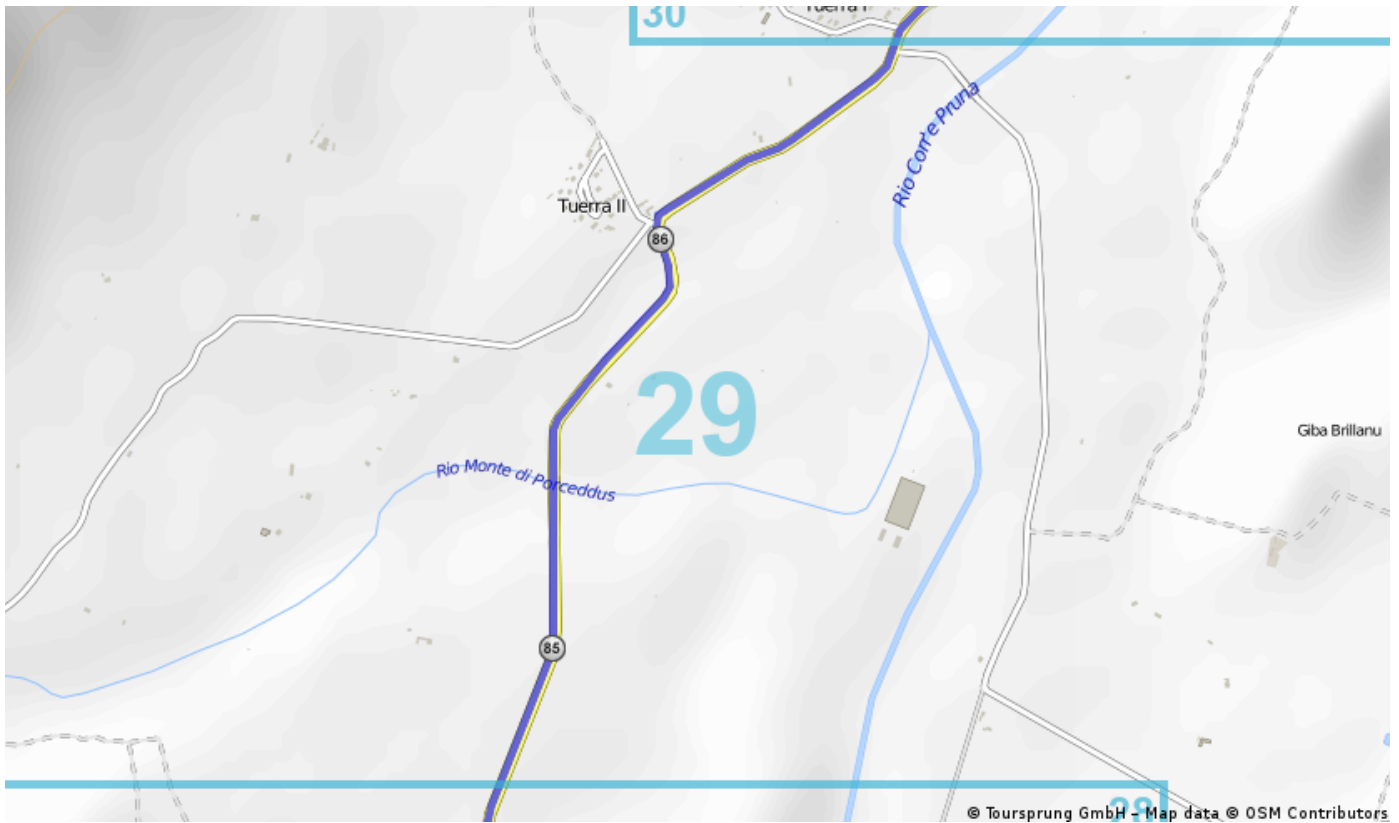 30
Tuerra I
Rio Corr'e Pruna
Tuerra II
86
29
Giba Brillanu
Rio Monte di Porceddus
85
28
© Toursprung GmbH – Map data © OSM Contributors